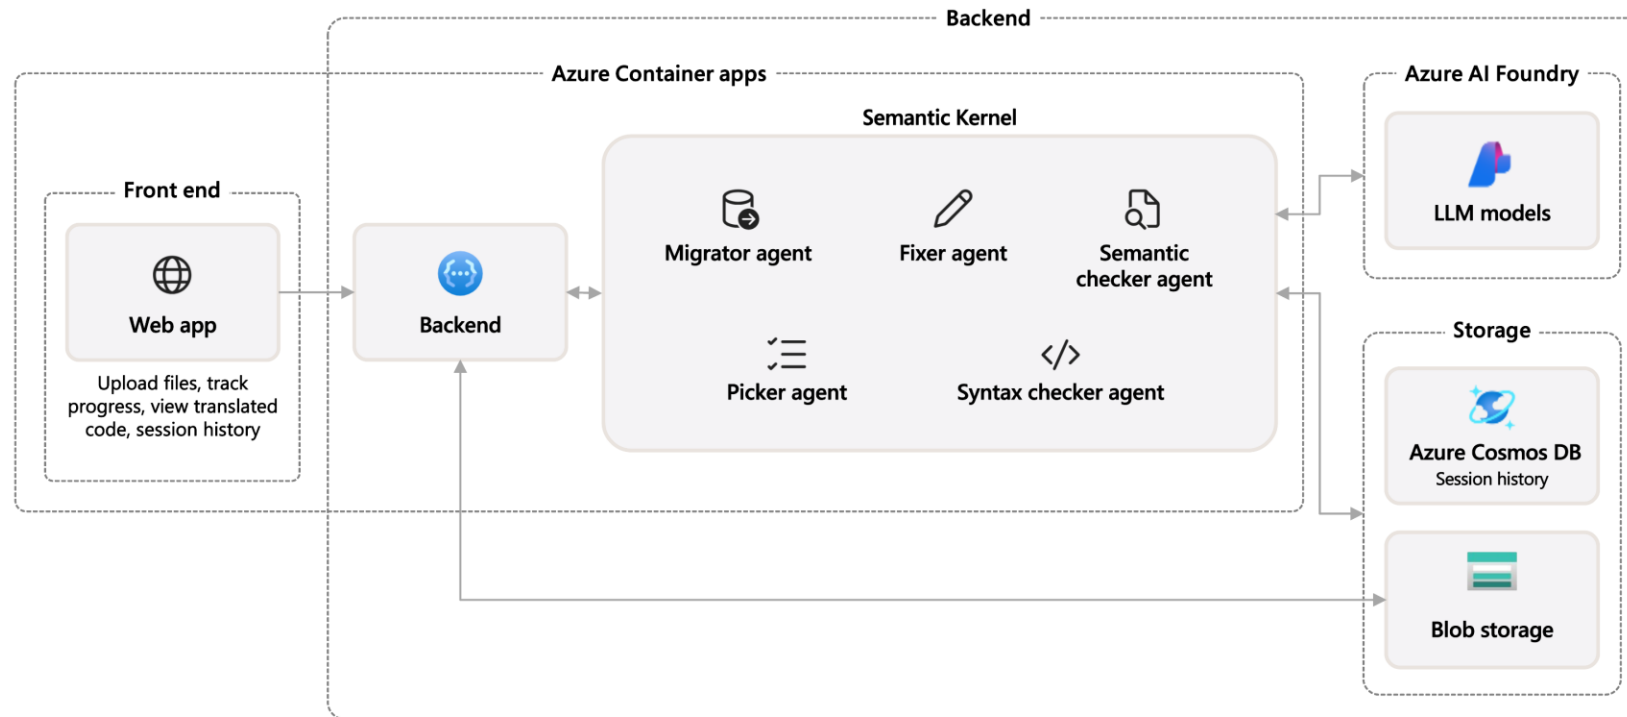 Backend
Azure Container apps
Azure AI Foundry
Semantic Kernel
Front end
Web app
Upload files, track
progress, view translated
code, session history
Backend
Migrator agent
Fixer agent
Semantic
checker agent
Picker agent
Syntax checker agent
LLM models
Storage
Azure Cosmos DB
Session history
Blob storage